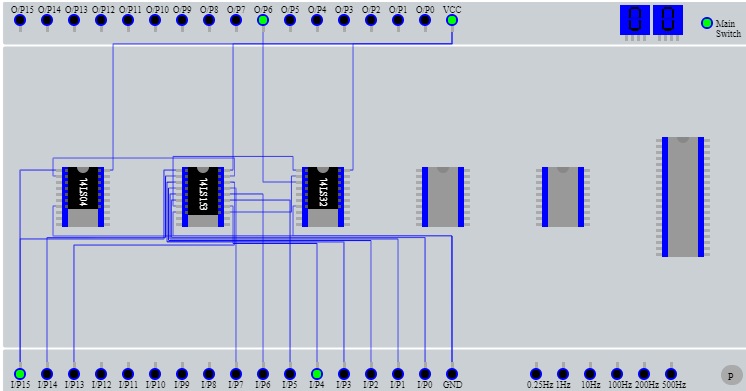 O/P15 O/P14 O/P13 O/P12 O/P11 O/P10 O/P9 O/P8 O/P7 O/P6 O/P5 O/P4 O/P3 O/P2 O/P1 O/P0 VCC
0 0
Main
Switch
74LS04 74LS153 74LS32
I/P15 I/P14 I/P13 I/P12 I/P11 I/P10 I/P9 I/P8 I/P7 I/P6 I/P5 I/P4 I/P3 I/P2 I/P1 I/P0 GND 0.25Hz 1Hz 10Hz 100Hz 200Hz 500Hz
P